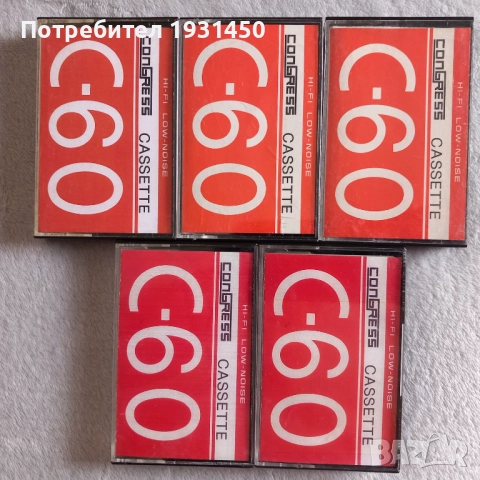 Потребител 1931450
C-60
conGRESS CASSETTE
HI-FI LOW-NOISE
C-60
conGRESS CASSETTE
HI-FI LOW-NOISE
C-60
conGRESS CASSETTE
HI-FI LOW-NOISE
C-60
conGRESS CASSETTE
HI-FI LOW-NOISE
C-60
conGRESS CASSETTE
HI-FI LOW-NOISE
BAZAR